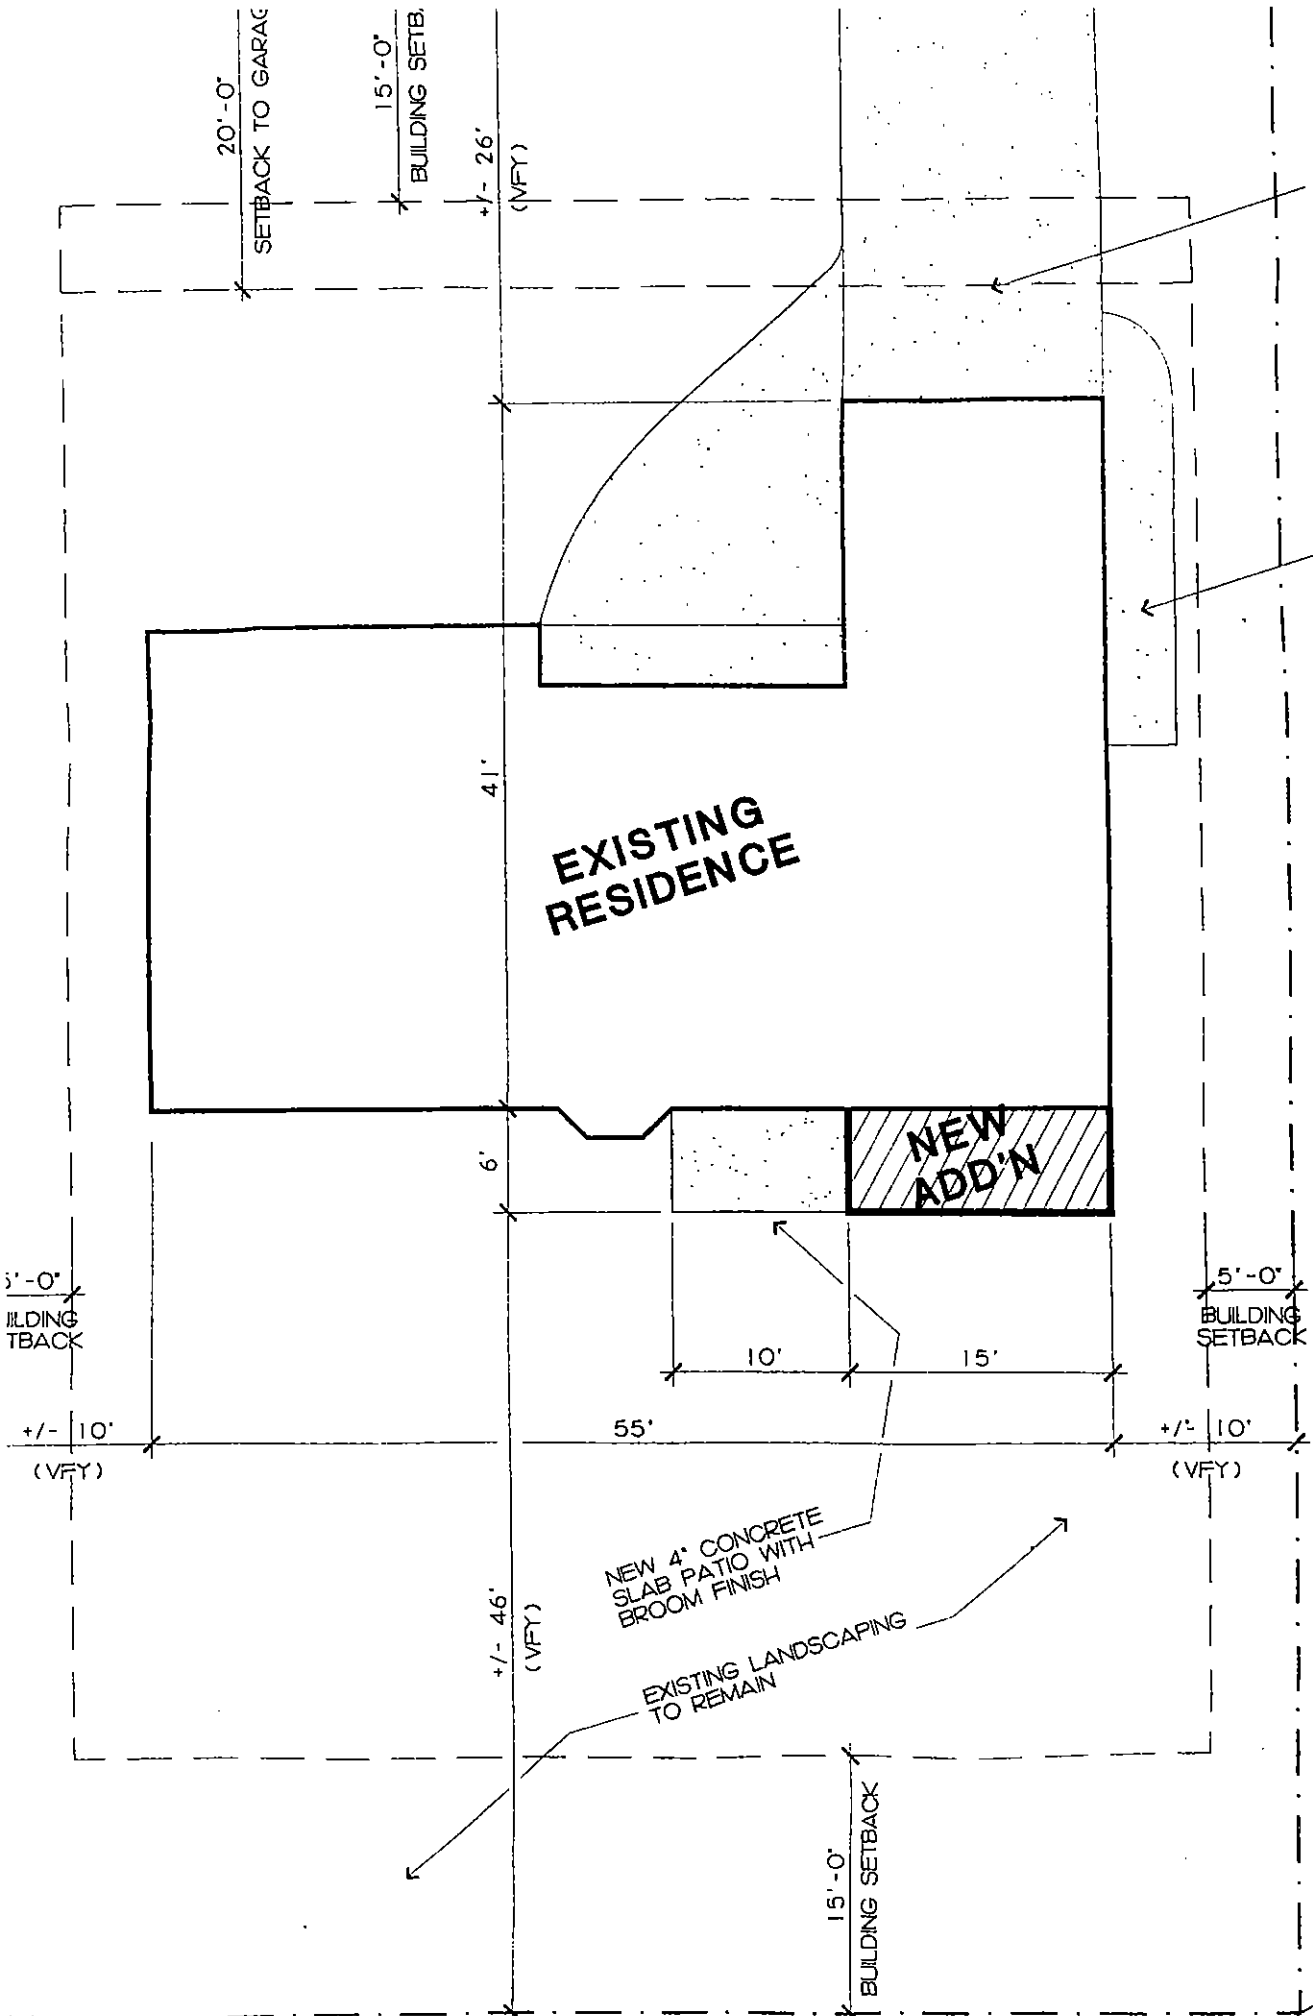 20'-0"
SETBACK TO GARAG
15'-0"
BUILDING SETB
+/- 26'
(VFY)
41'
EXISTING
RESIDENCE
6'
NEW
ADD'N
5'-0"
ILDING
TBACK
5'-0"
BUILDING
SETBACK
10'
15'
+/- 10'
(VFY)
55'
+/- 10'
(VFY)
NEW 4" CONCRETE
SLAB PATIO WITH
BROOM FINISH
+/- 46'
(VFY)
EXISTING LANDSCAPING
TO REMAIN
15'-0"
BUILDING SETBACK